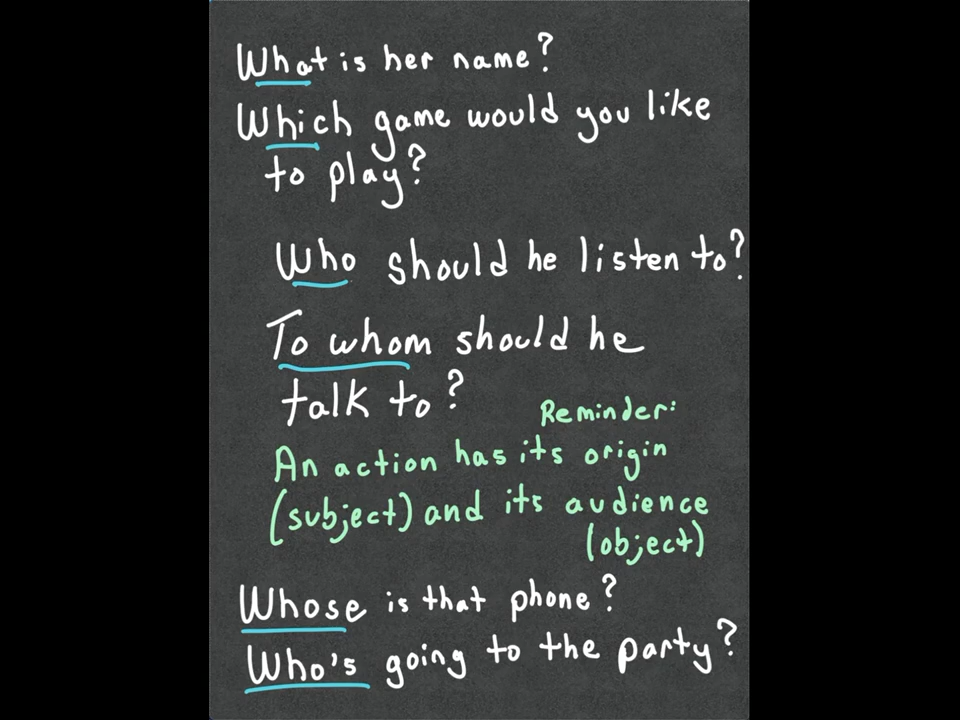 What is her name?
Which game would you like
to play?
Who should he listen to?
To whom should he
talk to?
Reminder:
An action has its origin
(subject) and its audience
(object)
Whose is that phone?
Who's going to the party?